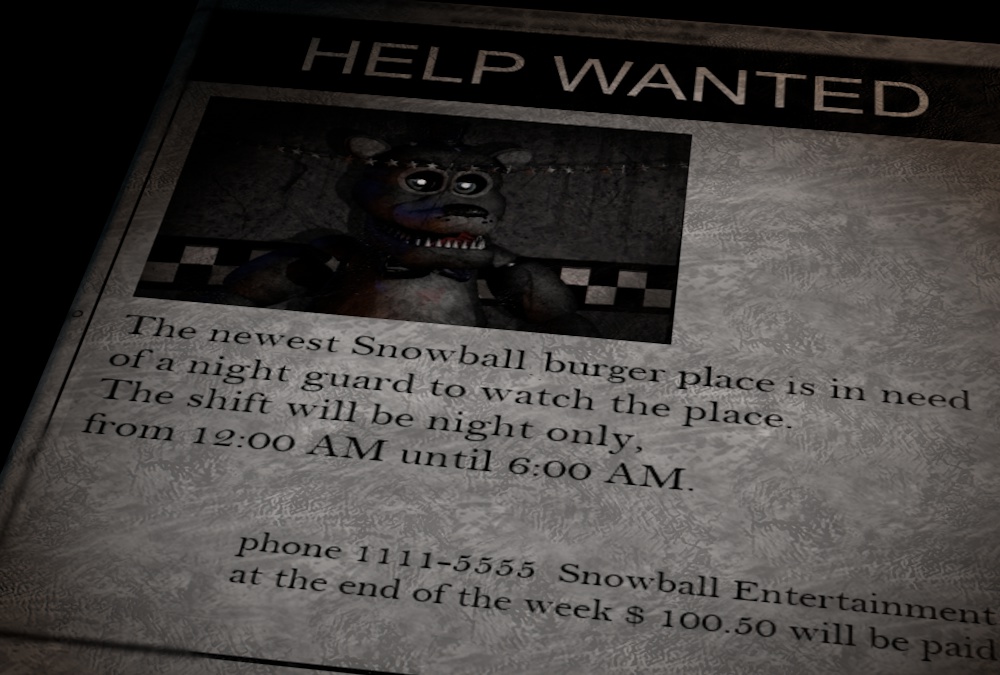 HELP WANTED
The newest Snowball burger place is in need
of a night guard to watch the place.
The shift will be night only,
from 12:00 AM until 6:00 AM.
phone 1111-5555 Snowball Entertainment
at the end of the week $ 100.50 will be paid